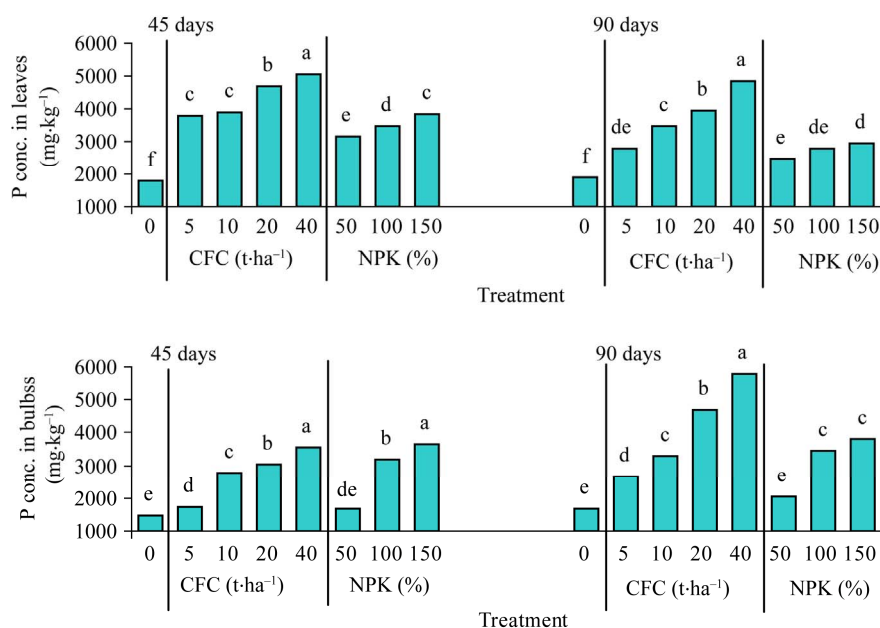 45 days
90 days
P conc. in leaves
(mg·kg⁻¹)
6000
5000
4000
3000
2000
1000
f c c b a e d c
f de c b a e de d
0 5 10 20 40 50 100 150
0 5 10 20 40 50 100 150
CFC (t·ha⁻¹) NPK (%)
CFC (t·ha⁻¹) NPK (%)
Treatment
45 days
90 days
P conc. in bulbss
(mg·kg⁻¹)
6000
5000
4000
3000
2000
1000
e d c b a de b a
e d c b a e c c
0 5 10 20 40 50 100 150
0 5 10 20 40 50 100 150
CFC (t·ha⁻¹) NPK (%)
CFC (t·ha⁻¹) NPK (%)
Treatment